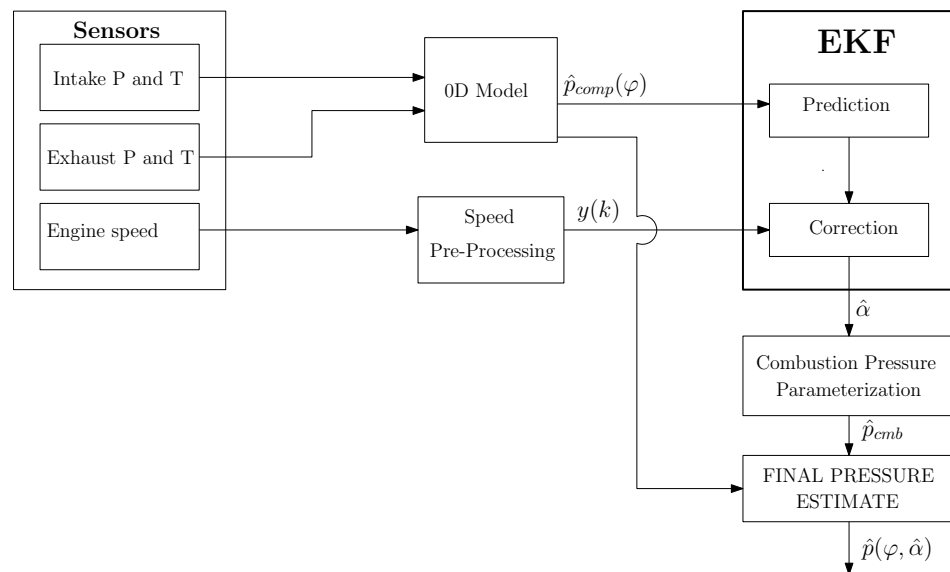 Sensors
Intake P and T
Exhaust P and T
Engine speed
0D Model
Speed
Pre-Processing
p̂_comp(φ)
y(k)
EKF
Prediction
.
Correction
α̂
Combustion Pressure
Parameterization
p̂_cmb
FINAL PRESSURE
ESTIMATE
p̂(φ, α̂)